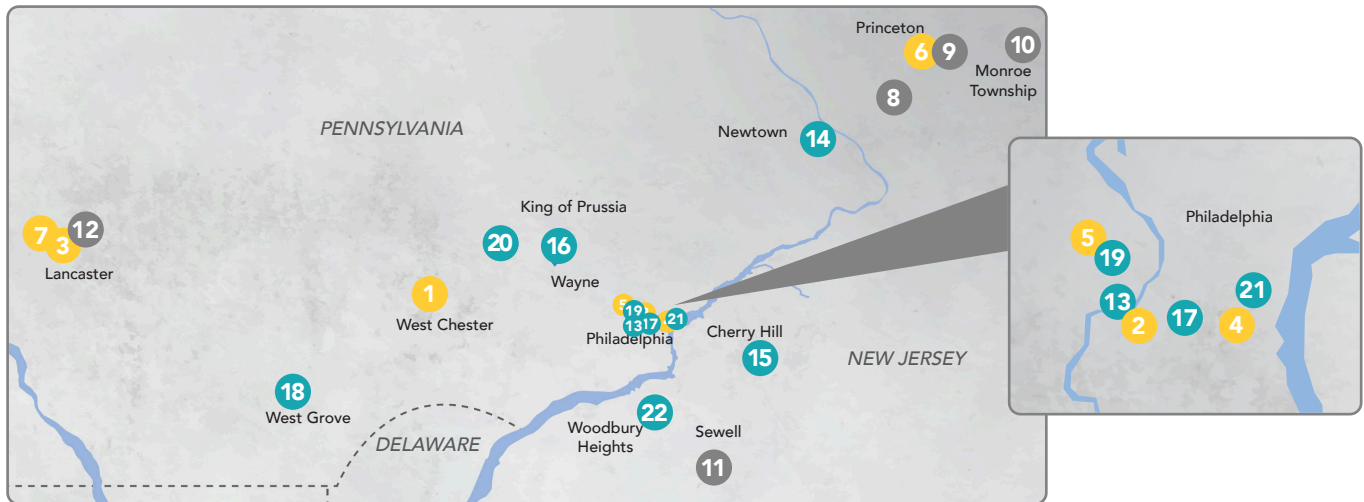 Princeton
6
9
10
Monroe
Township
8
PENNSYLVANIA
Newtown
14
King of Prussia
20
16
Wayne
7
3
12
Lancaster
1
West Chester
5
19
13
17
21
Philadelphia
Cherry Hill
15
NEW JERSEY
18
West Grove
DELAWARE
Woodbury
Heights
22
Sewell
11
Philadelphia
5
19
13
2
17
21
4